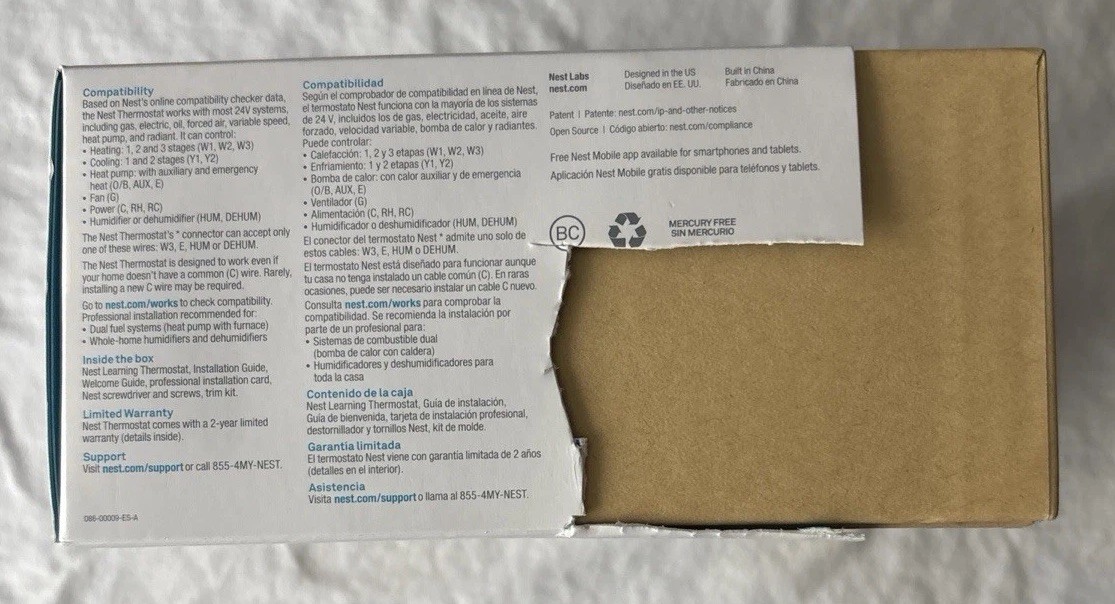 Compatibility
Based on Nest's online compatibility checker data,
the Nest Thermostat works with most 24V systems,
including gas, electric, oil, forced air, variable speed,
heat pump, and radiant. It can control:
• Heating: 1, 2 and 3 stages (W1, W2, W3)
• Cooling: 1 and 2 stages (Y1, Y2)
• Heat pump: with auxiliary and emergency
heat (O/B, AUX, E)
• Fan (G)
• Power (C, RH, RC)
• Humidifier or dehumidifier (HUM, DEHUM)
The Nest Thermostat's * connector can accept only
one of these wires: W3, E, HUM or DEHUM.
The Nest Thermostat is designed to work even if
your home doesn't have a common (C) wire. Rarely,
installing a new C wire may be required.
Go to nest.com/works to check compatibility.
Professional installation recommended for:
• Dual fuel systems (heat pump with furnace)
• Whole-home humidifiers and dehumidifiers
Inside the box
Nest Learning Thermostat, Installation Guide,
Welcome Guide, professional installation card,
Nest screwdriver and screws, trim kit.
Limited Warranty
Nest Thermostat comes with a 2-year limited
warranty (details inside).
Support
Visit nest.com/support or call 855-4MY-NEST.
086-00009-ES-A
Compatibilidad
Según el comprobador de compatibilidad en línea de Nest,
el termostato Nest funciona con la mayoría de los sistemas
de 24 V, incluidos los de gas, electricidad, aceite, aire
forzado, velocidad variable, bomba de calor y radiantes.
Puede controlar:
• Calefacción: 1, 2 y 3 etapas (W1, W2, W3)
• Enfriamiento: 1 y 2 etapas (Y1, Y2)
• Bomba de calor: con calor auxiliar y de emergencia
(O/B, AUX, E)
• Ventilador (G)
• Alimentación (C, RH, RC)
• Humidificador o deshumidificador (HUM, DEHUM)
El conector del termostato Nest * admite uno solo de
estos cables: W3, E, HUM o DEHUM.
El termostato Nest está diseñado para funcionar aunque
tu casa no tenga instalado un cable común (C). En raras
ocasiones, puede ser necesario instalar un cable C nuevo.
Consulta nest.com/works para comprobar la
compatibilidad. Se recomienda la instalación por
parte de un profesional para:
• Sistemas de combustible dual
(bomba de calor con caldera)
• Humidificadores y deshumidificadores para
toda la casa
Contenido de la caja
Nest Learning Thermostat, Guía de instalación,
Guía de bienvenida, tarjeta de instalación profesional,
destornillador y tornillos Nest, kit de molde.
Garantía limitada
El termostato Nest viene con garantía limitada de 2 años
(detalles en el interior).
Asistencia
Visita nest.com/support o llama al 855-4MY-NEST.
Nest Labs
nest.com
Designed in the US
Diseñado en EE. UU.
Built in China
Fabricado en China
Patent | Patente: nest.com/ip-and-other-notices
Open Source | Código abierto: nest.com/compliance
Free Nest Mobile app available for smartphones and tablets.
Aplicación Nest Mobile gratis disponible para teléfonos y tablets.
BC
MERCURY FREE
SIN MERCURIO